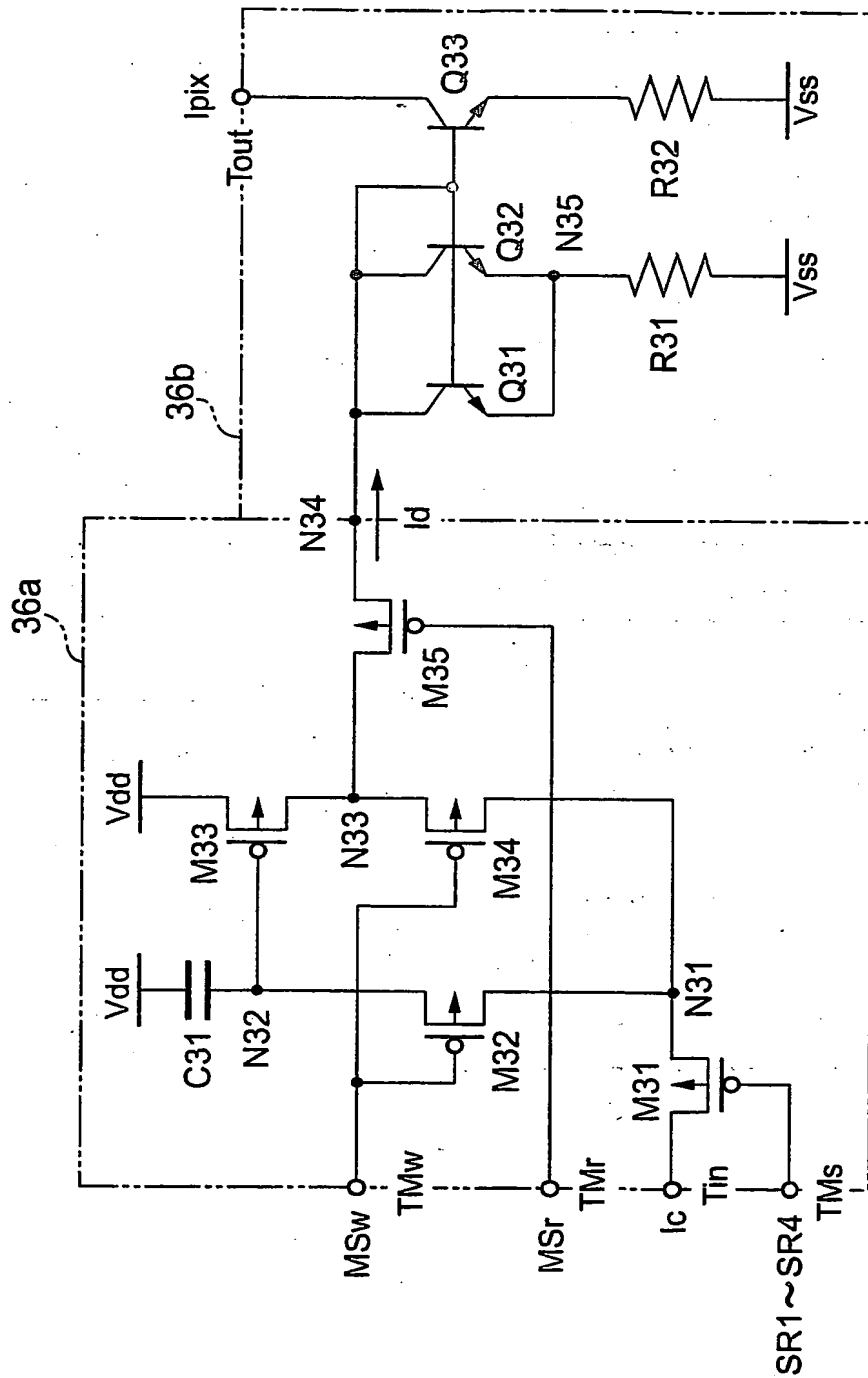 36a
36b
Vdd
Vdd
C31
N32
M33
N33
M32
M34
M35
N31
M31
N34
Id
Q31
Q32
Q33
N35
R31
R32
Vss
Vss
Ipix
Tout
MSw
TMw
MSr
TMr
Ic
Tin
SR1~SR4
TMs